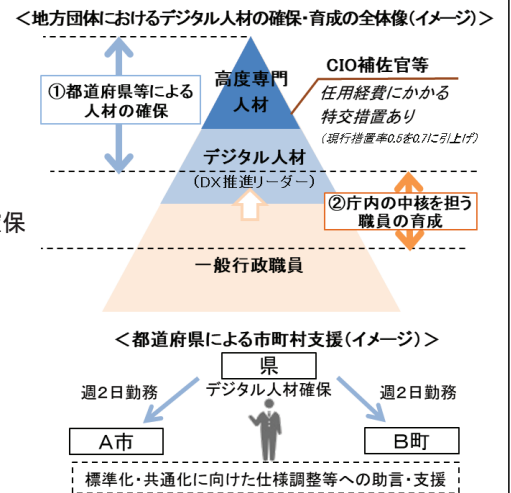 ＜地方団体におけるデジタル人材の確保・育成の全体像(イメージ)＞
①都道府県等による
人材の確保
高度専門
人材
CIO補佐官等
任用経費にかかる
特交措置あり
(現行措置率0.5を0.7に引上げ)
デジタル人材
(DX推進リーダー)
②庁内の中核を担う
職員の育成
保
一般行政職員
＜都道府県による市町村支援(イメージ)＞
県
デジタル人材確保
週2日勤務
週2日勤務
A市
B町
標準化・共通化に向けた仕様調整等への助言・支援